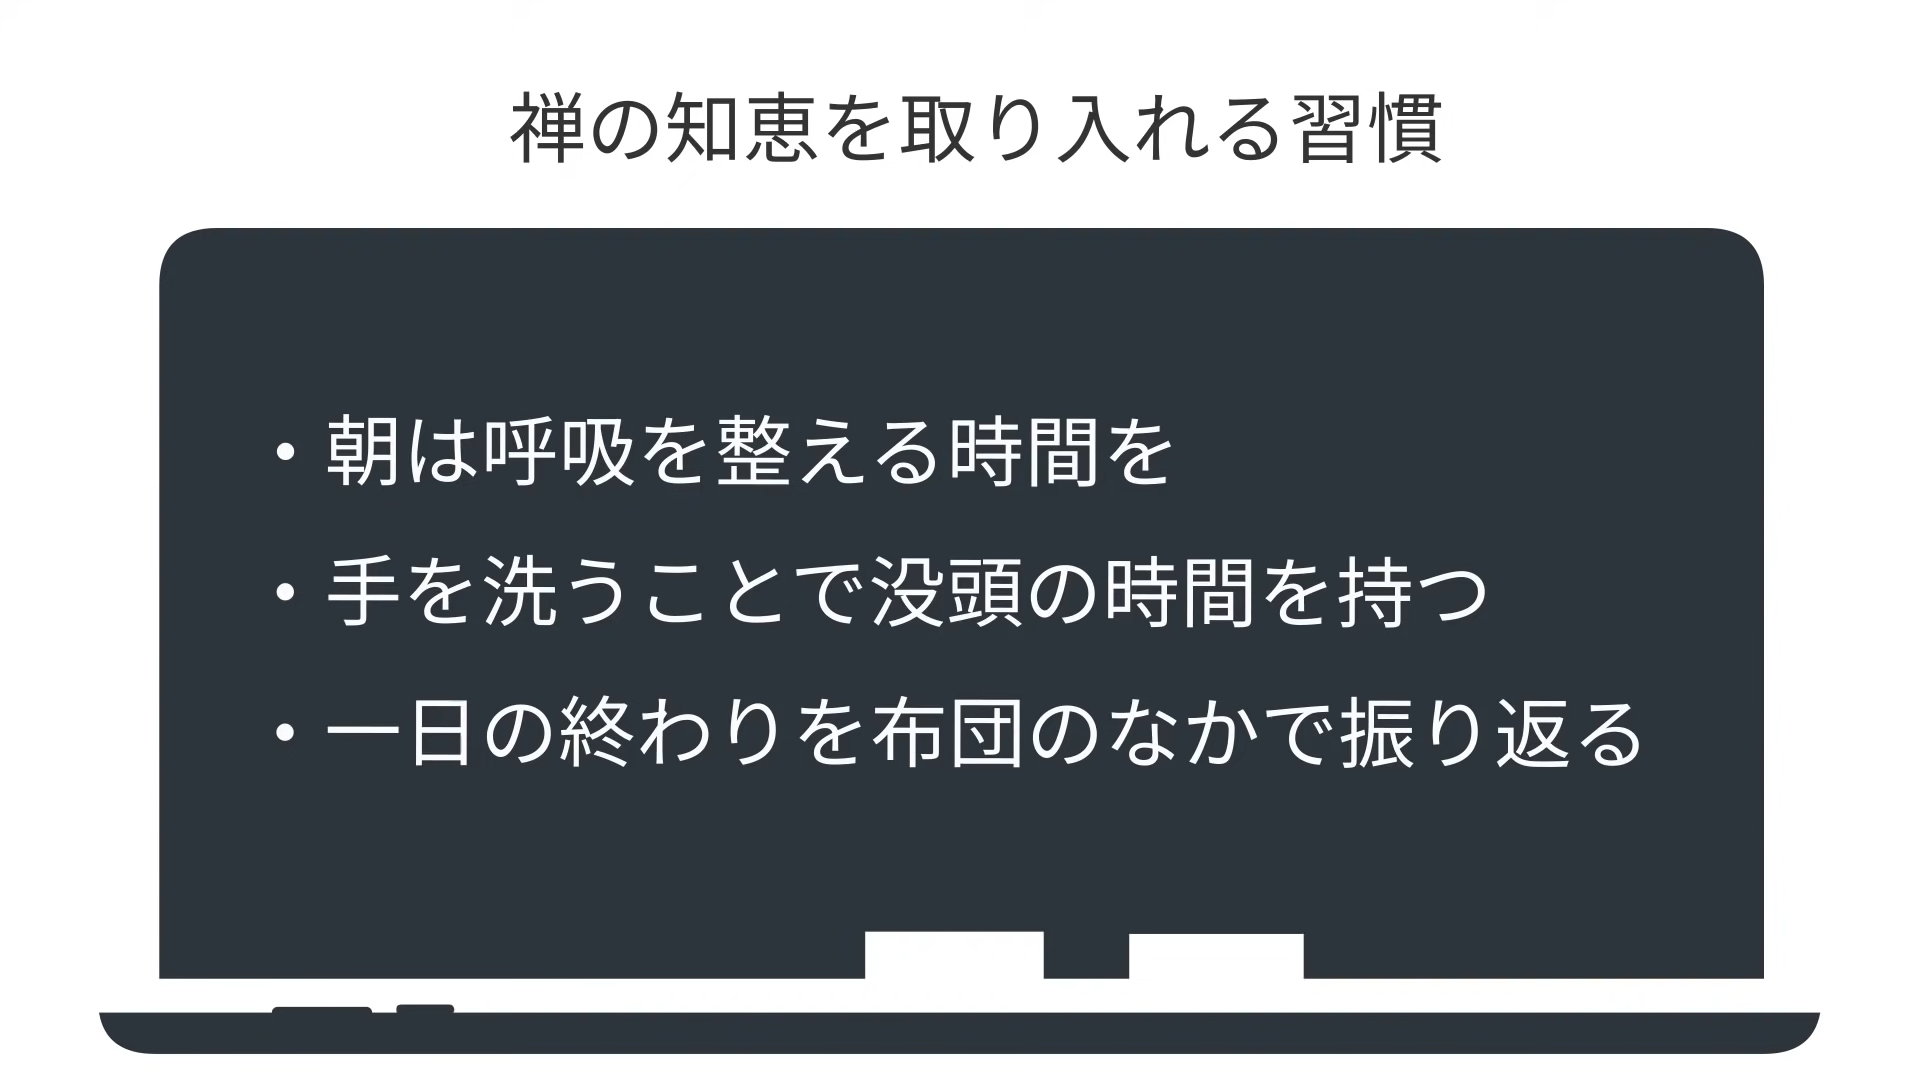 禅の知恵を取り入れる習慣
・朝は呼吸を整える時間を
・手を洗うことで没頭の時間を持つ
・一日の終わりを布団のなかで振り返る